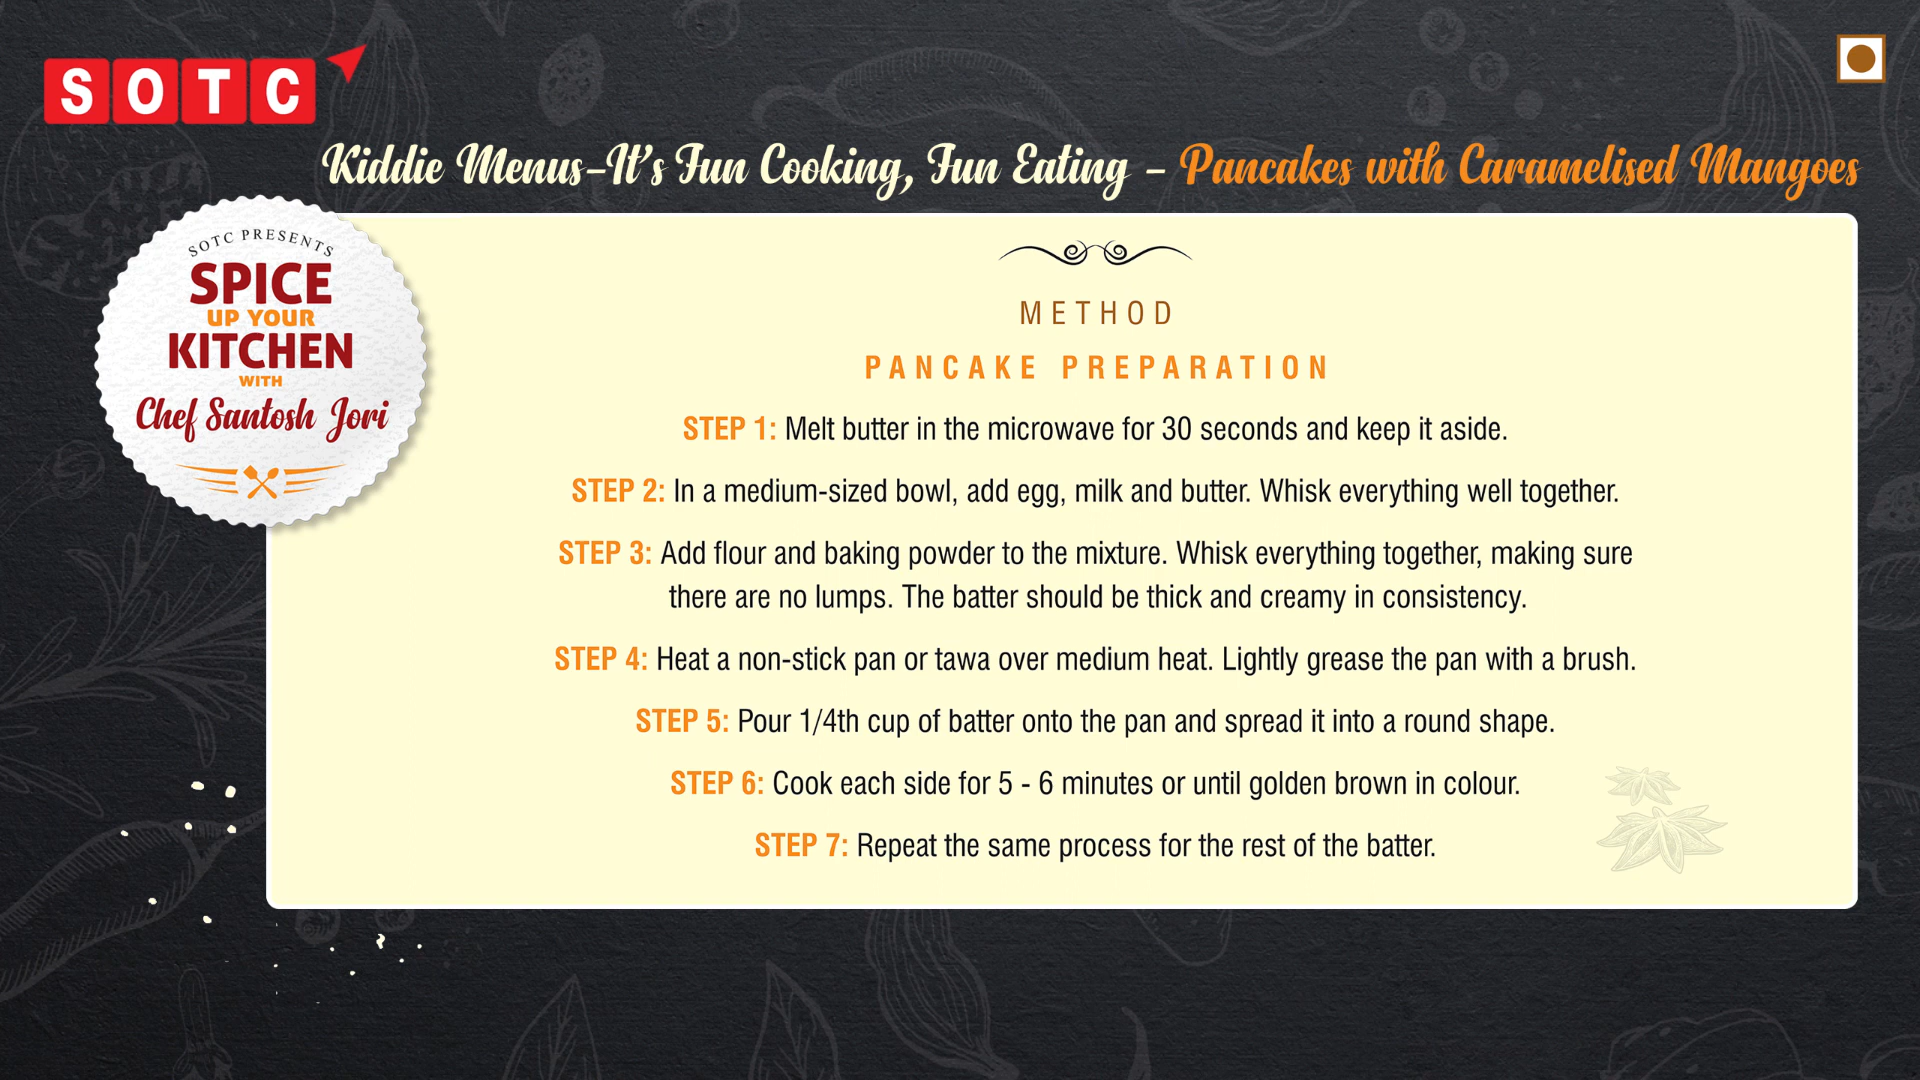 SOTC
Kiddie Menus–It's Fun Cooking, Fun Eating – Pancakes with Caramelised Mangoes
SOTC PRESENTS
SPICE
UP YOUR
KITCHEN
WITH
Chef Santosh Jori
METHOD
PANCAKE PREPARATION
STEP 1: Melt butter in the microwave for 30 seconds and keep it aside.
STEP 2: In a medium-sized bowl, add egg, milk and butter. Whisk everything well together.
STEP 3: Add flour and baking powder to the mixture. Whisk everything together, making sure
there are no lumps. The batter should be thick and creamy in consistency.
STEP 4: Heat a non-stick pan or tawa over medium heat. Lightly grease the pan with a brush.
STEP 5: Pour 1/4th cup of batter onto the pan and spread it into a round shape.
STEP 6: Cook each side for 5 - 6 minutes or until golden brown in colour.
STEP 7: Repeat the same process for the rest of the batter.